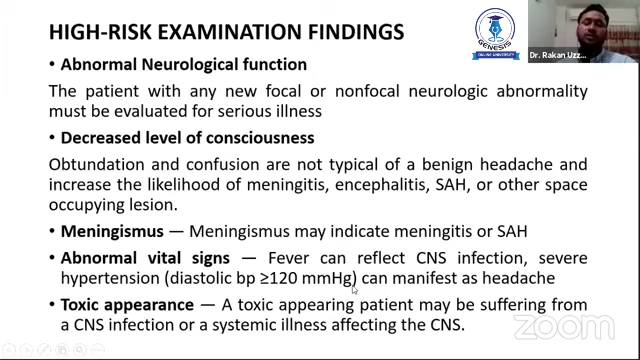 HIGH-RISK EXAMINATION FINDINGS
GENESIS
ONLINE UNIVERSITY
Dr. Rakan Uzz...
• Abnormal Neurological function
The patient with any new focal or nonfocal neurologic abnormality
must be evaluated for serious illness
• Decreased level of consciousness
Obtundation and confusion are not typical of a benign headache and
increase the likelihood of meningitis, encephalitis, SAH, or other space
occupying lesion.
• Meningismus — Meningismus may indicate meningitis or SAH
• Abnormal vital signs — Fever can reflect CNS infection, severe
hypertension (diastolic bp ≥120 mmHg) can manifest as headache
• Toxic appearance — A toxic appearing patient may be suffering from
a CNS infection or a systemic illness affecting the CNS.
zoom